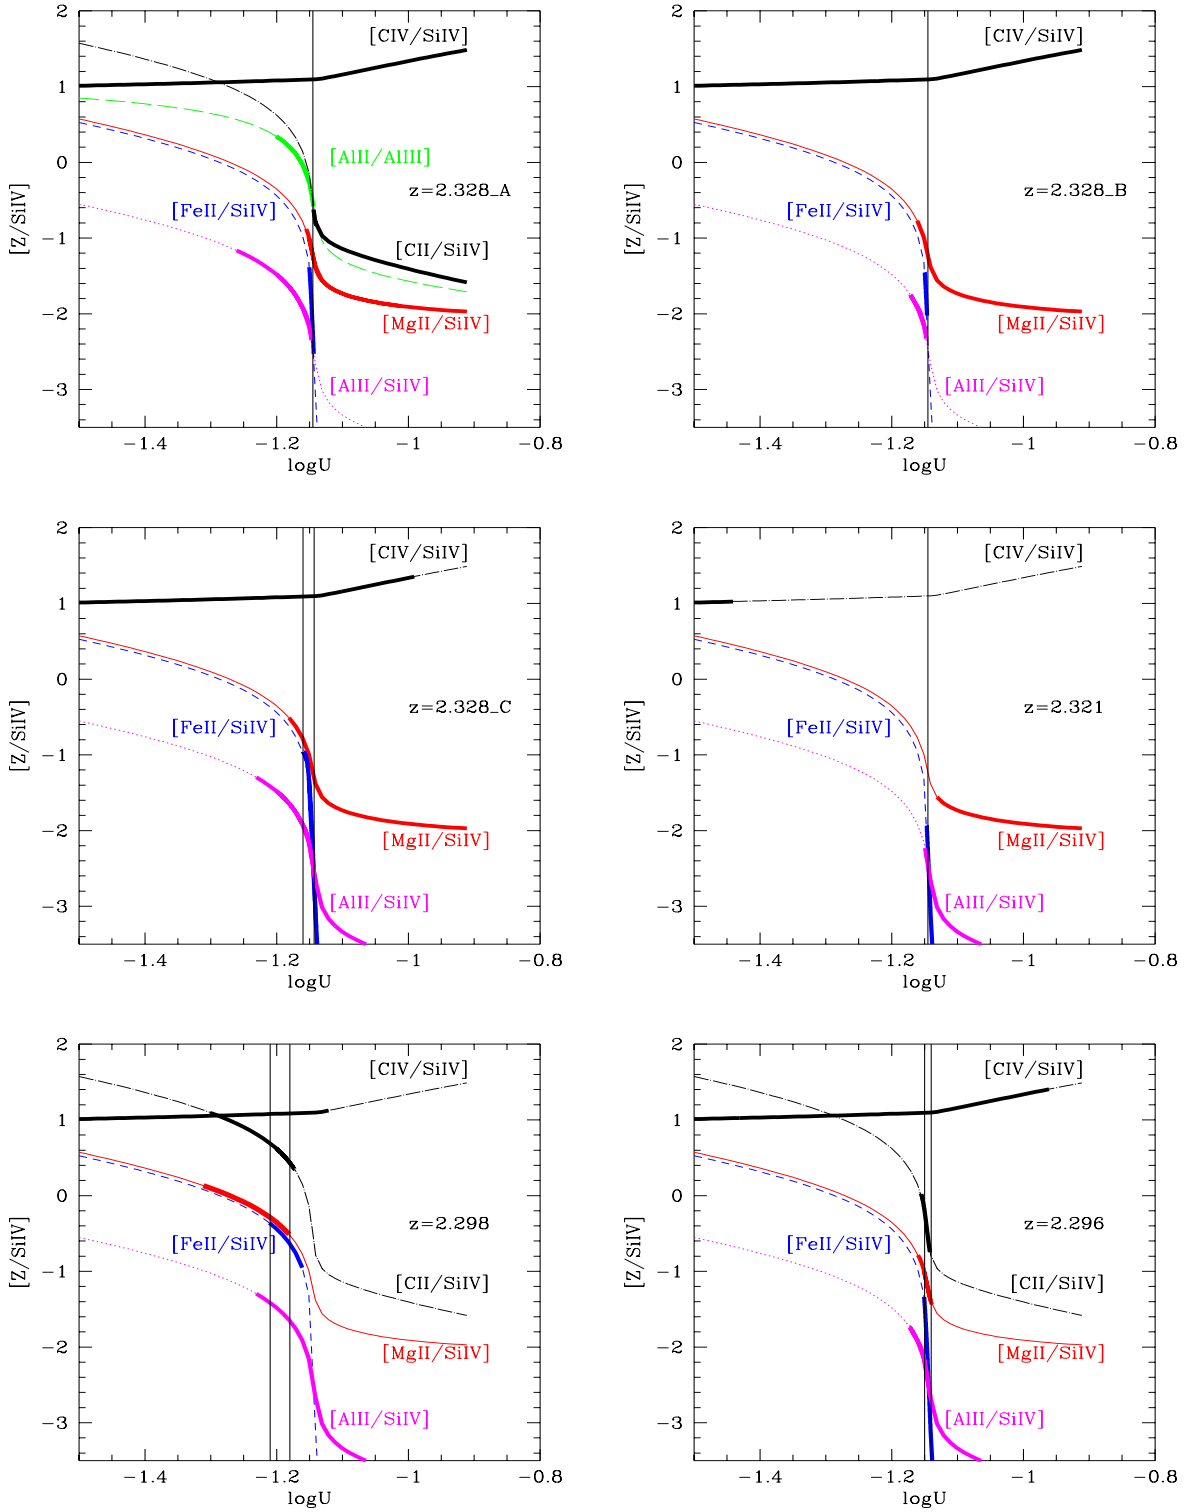 2
[CIV/SiIV]
1
[AlII/AlIII]
0
z=2.328_A
[FeII/SiIV]
[Z/SiIV]
-1
[CII/SiIV]
-2
[MgII/SiIV]
[AlII/SiIV]
-3
-1.4 -1.2 -1 -0.8
logU
2
[CIV/SiIV]
1
0
z=2.328_B
[FeII/SiIV]
[Z/SiIV]
-1
-2
[MgII/SiIV]
[AlII/SiIV]
-3
-1.4 -1.2 -1 -0.8
logU
2
[CIV/SiIV]
1
0
z=2.328_C
[FeII/SiIV]
[Z/SiIV]
-1
-2
[MgII/SiIV]
[AlII/SiIV]
-3
-1.4 -1.2 -1 -0.8
logU
2
[CIV/SiIV]
1
0
z=2.321
[FeII/SiIV]
[Z/SiIV]
-1
-2
[MgII/SiIV]
[AlII/SiIV]
-3
-1.4 -1.2 -1 -0.8
logU
2
[CIV/SiIV]
1
0
z=2.298
[FeII/SiIV]
[Z/SiIV]
-1
[CII/SiIV]
-2
[MgII/SiIV]
[AlII/SiIV]
-3
-1.4 -1.2 -1 -0.8
logU
2
[CIV/SiIV]
1
0
z=2.296
[FeII/SiIV]
[Z/SiIV]
-1
[CII/SiIV]
-2
[MgII/SiIV]
[AlII/SiIV]
-3
-1.4 -1.2 -1 -0.8
logU